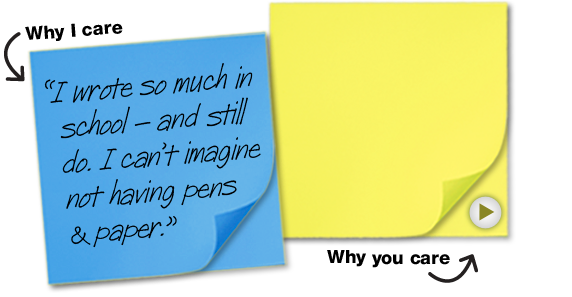 Why I care
“I wrote so much in
school – and still
do. I can’t imagine
not having pens
& paper.”
Why you care